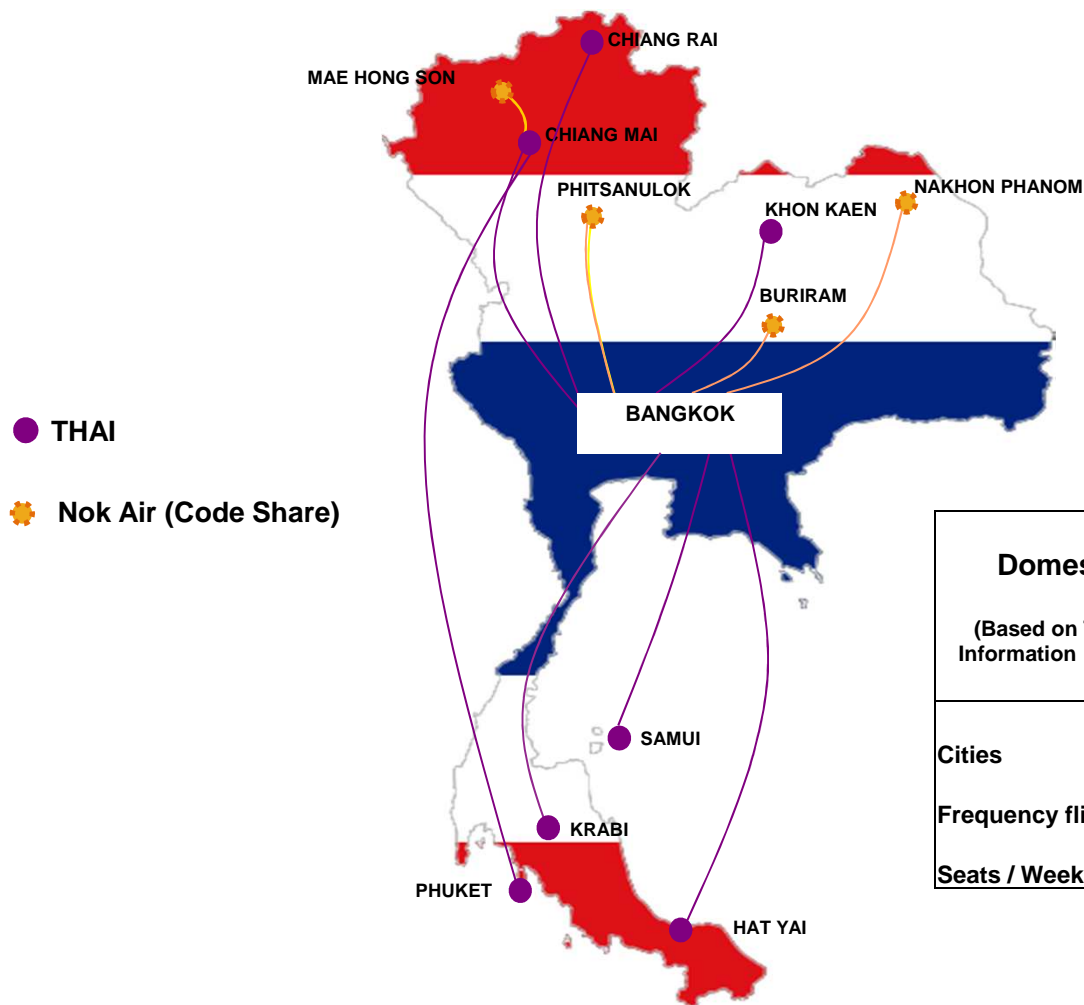 CHIANG RAI
MAE HONG SON
CHIANG MAI
PHITSANULOK
NAKHON PHANOM
KHON KAEN
BURIRAM
BANGKOK
THAI
Nok Air (Code Share)
SAMUI
KRABI
PHUKET
HAT YAI
Domes
(Based on
Information
Cities
Frequency fli
Seats / Week